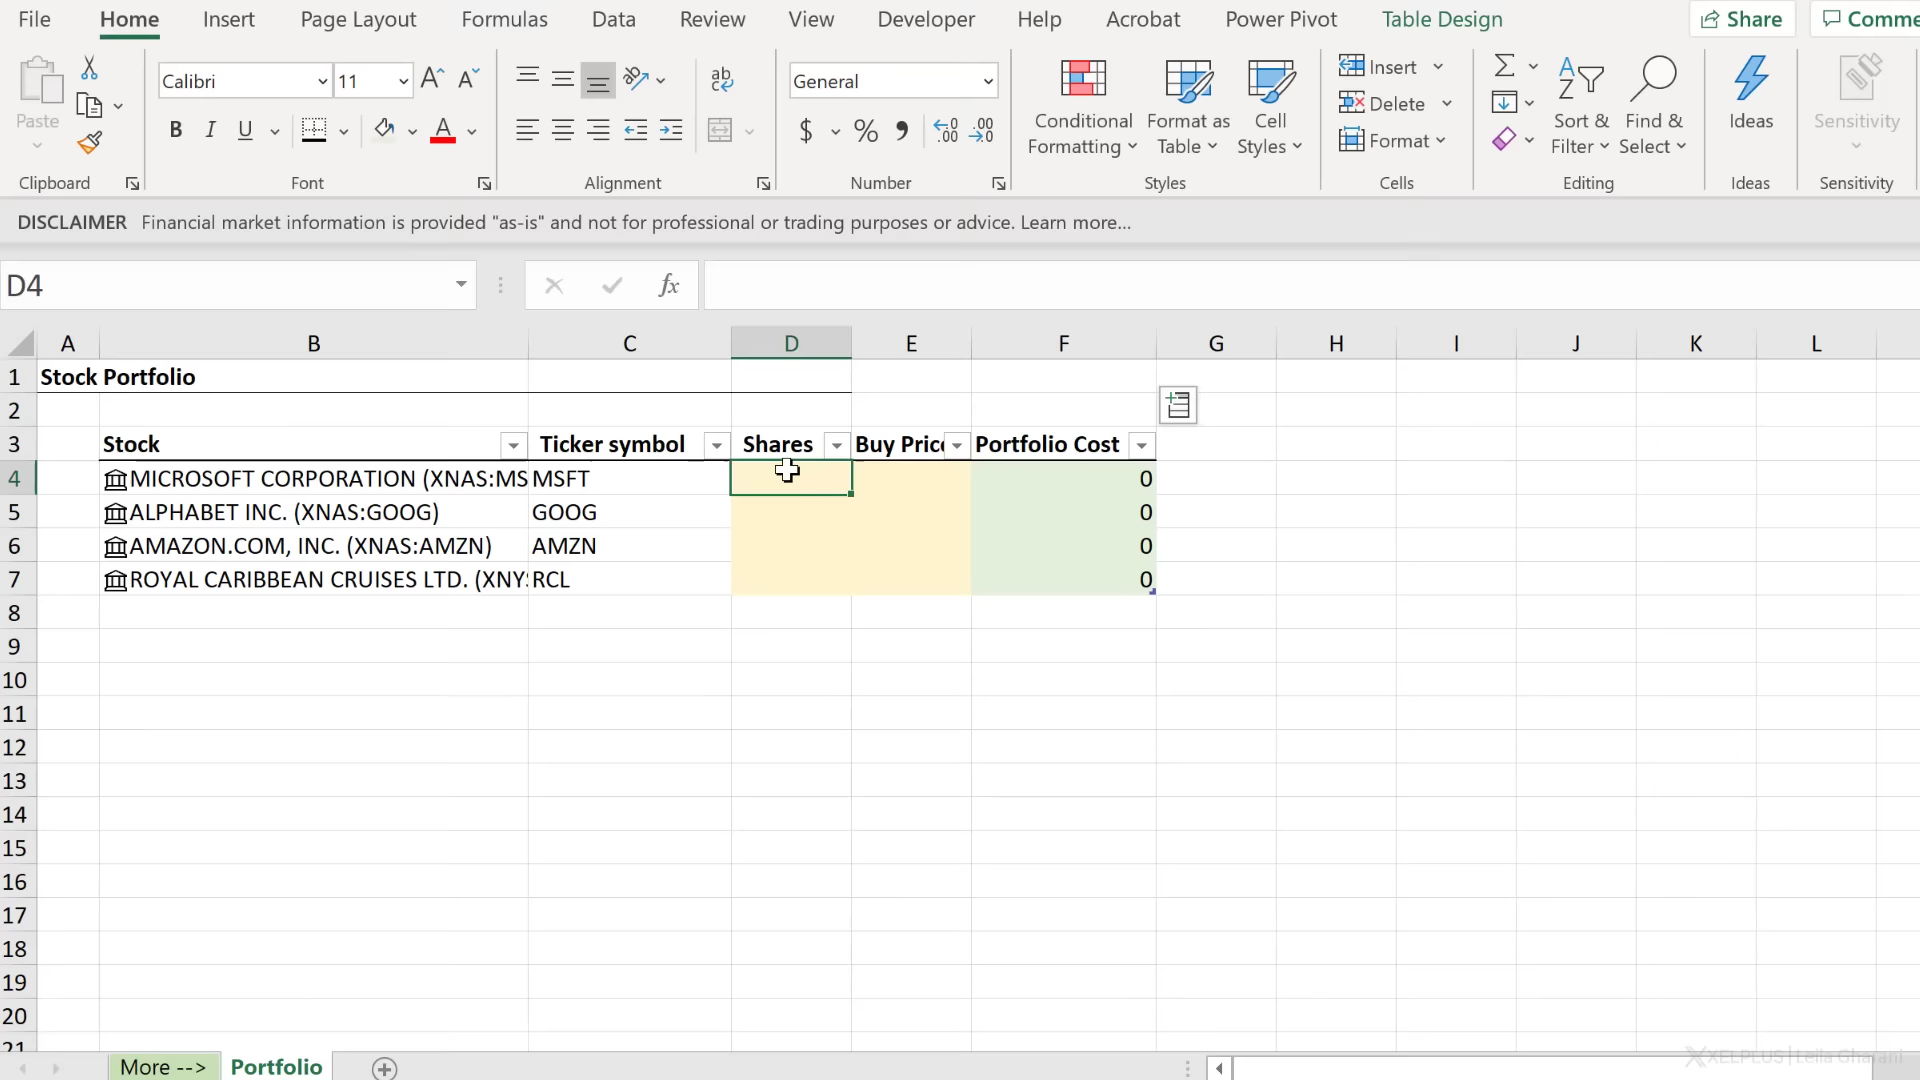 File Home Insert Page Layout Formulas Data Review View Developer Help Acrobat Power Pivot Table Design Share Comme
Paste Calibri 11 A A ab General Conditional Formatting Format as Table Cell Styles Insert Delete Format Sort & Filter Find & Select Ideas Sensitivity
B I U A $ % .00 .00
Clipboard Font Alignment Number Styles Cells Editing Ideas Sensitivity
DISCLAIMER Financial market information is provided "as-is" and not for professional or trading purposes or advice. Learn more...
D4 fx
A B C D E F G H I J K L
1 Stock Portfolio
2
3 Stock Ticker symbol Shares Buy Price Portfolio Cost
4 MICROSOFT CORPORATION (XNAS:MS MSFT 0
5 ALPHABET INC. (XNAS:GOOG) GOOG 0
6 AMAZON.COM, INC. (XNAS:AMZN) AMZN 0
7 ROYAL CARIBBEAN CRUISES LTD. (XNYS RCL 0
8
9
10
11
12
13
14
15
16
17
18
19
20
21
More --> Portfolio
XELPLUS | Leila Gharani